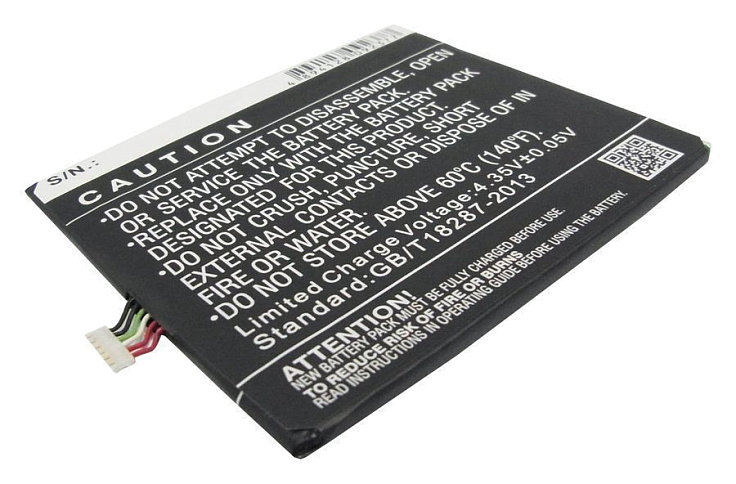 4 894128 092377
S/N.:
CAUTION
•DO NOT ATTEMPT TO DISASSEMBLE, OPEN
OR SERVICE THE BATTERY PACK.
•REPLACE ONLY WITH THE BATTERY PACK
DESIGNATED FOR THIS PRODUCT.
•DO NOT CRUSH, PUNCTURE, SHORT
EXTERNAL CONTACTS OR DISPOSE OF IN
FIRE OR WATER.
•DO NOT STORE ABOVE 60°C (140°F).
Limited Charge Voltage:4.35V±0.05V
Standard:GB/T18287-2013
ATTENTION!
NEW BATTERY PACK MUST BE FULLY CHARGED BEFORE USE.
TO REDUCE RISK OF FIRE OR BURNS
READ INSTRUCTIONS OF OPERATING GUIDE BEFORE USING THE BATTERY.